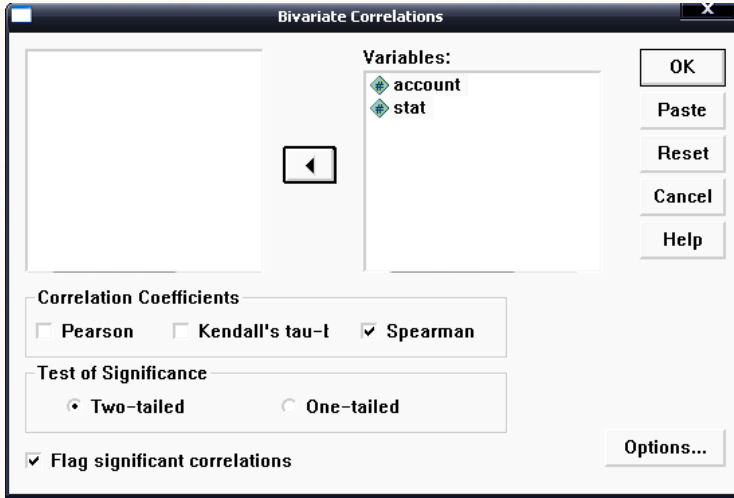 Bivariate Correlations
X
Variables:
# account
# stat
OK
Paste
Reset
Cancel
Help
Correlation Coefficients
Pearson
Kendall's tau-b
Spearman
Test of Significance
Two-tailed
One-tailed
Flag significant correlations
Options...